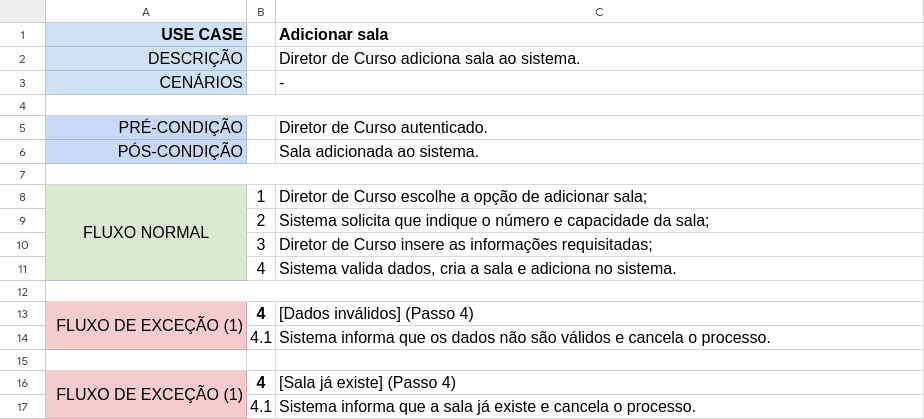 A B C
1 USE CASE Adicionar sala
2 DESCRIÇÃO Diretor de Curso adiciona sala ao sistema.
3 CENÁRIOS -
4
5 PRÉ-CONDIÇÃO Diretor de Curso autenticado.
6 PÓS-CONDIÇÃO Sala adicionada ao sistema.
7
8 1 Diretor de Curso escolhe a opção de adicionar sala;
9 FLUXO NORMAL 2 Sistema solicita que indique o número e capacidade da sala;
10 3 Diretor de Curso insere as informações requisitadas;
11 4 Sistema valida dados, cria a sala e adiciona no sistema.
12
13 FLUXO DE EXCEÇÃO (1) 4 [Dados inválidos] (Passo 4)
14 4.1 Sistema informa que os dados não são válidos e cancela o processo.
15
16 FLUXO DE EXCEÇÃO (1) 4 [Sala já existe] (Passo 4)
17 4.1 Sistema informa que a sala já existe e cancela o processo.